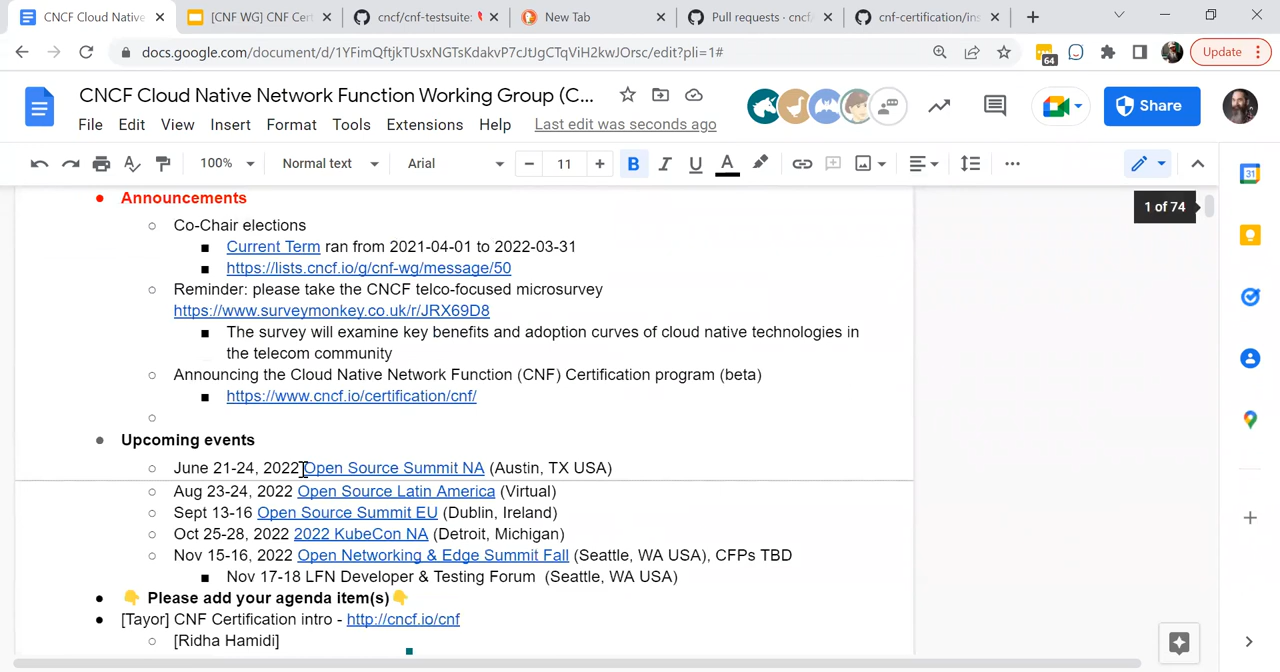 CNCF Cloud Native
[CNF WG] CNF Cert
cncf/cnf-testsuite:
New Tab
Pull requests · cncf/
cnf-certification/ins
docs.google.com/document/d/1YFimQftjkTUsxNGTsKdakvP7cJtJgCTqViH2kwJOrsc/edit?pli=1#
64
Update
CNCF Cloud Native Network Function Working Group (C...
Share
File Edit View Insert Format Tools Extensions Help Last edit was seconds ago
100% Normal text Arial 11 B I U A
31
1 of 74
Announcements
Co-Chair elections
Current Term ran from 2021-04-01 to 2022-03-31
https://lists.cncf.io/g/cnf-wg/message/50
Reminder: please take the CNCF telco-focused microsurvey
https://www.surveymonkey.co.uk/r/JRX69D8
The survey will examine key benefits and adoption curves of cloud native technologies in
the telecom community
Announcing the Cloud Native Network Function (CNF) Certification program (beta)
https://www.cncf.io/certification/cnf/
Upcoming events
June 21-24, 2022 Open Source Summit NA (Austin, TX USA)
Aug 23-24, 2022 Open Source Latin America (Virtual)
Sept 13-16 Open Source Summit EU (Dublin, Ireland)
Oct 25-28, 2022 2022 KubeCon NA (Detroit, Michigan)
Nov 15-16, 2022 Open Networking & Edge Summit Fall (Seattle, WA USA), CFPs TBD
Nov 17-18 LFN Developer & Testing Forum (Seattle, WA USA)
👇 Please add your agenda item(s)👇
[Tayor] CNF Certification intro - http://cncf.io/cnf
[Ridha Hamidi]